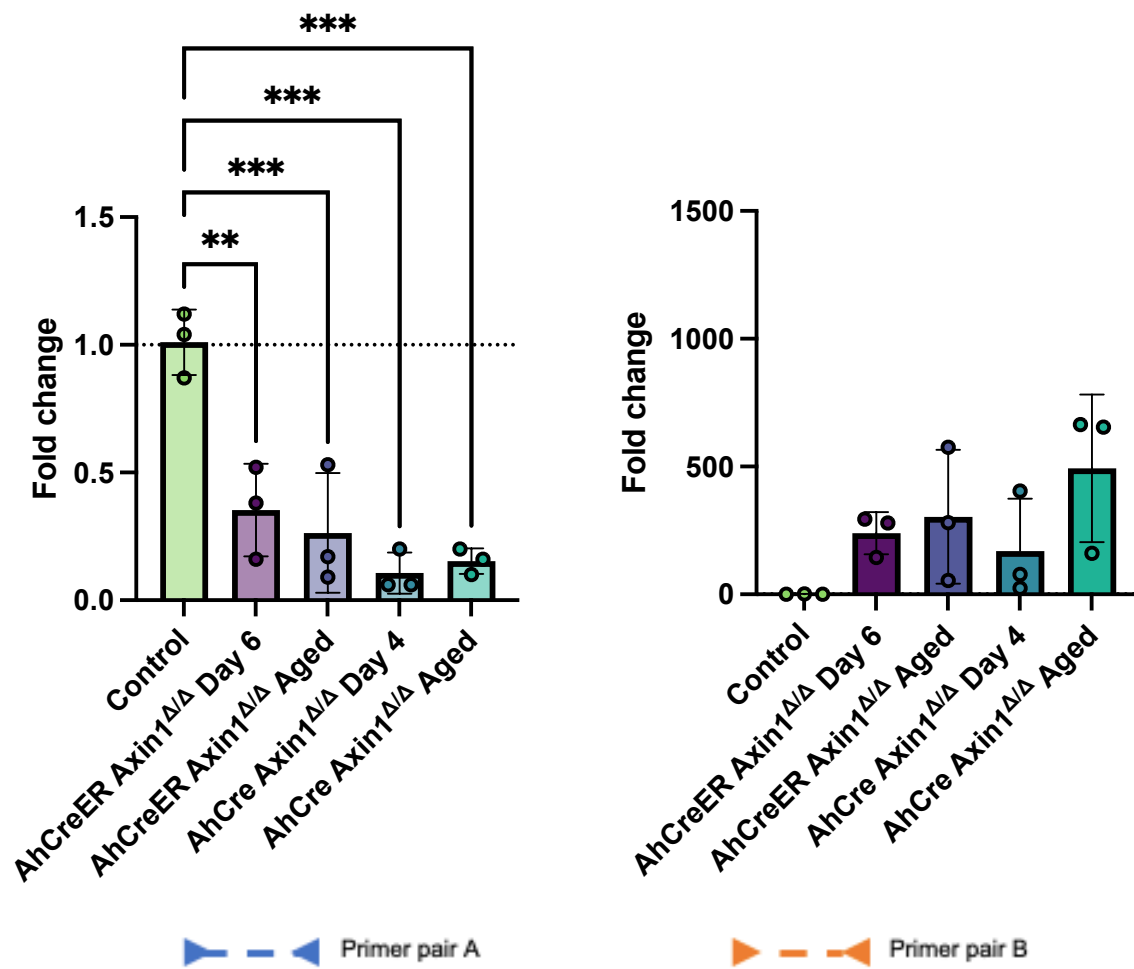 ***
***
***
**
1.5
1.0
0.5
0.0
Fold change
Control
AhCreER Axin1Δ/Δ Day 6
AhCreER Axin1Δ/Δ Aged
AhCre Axin1Δ/Δ Day 4
AhCre Axin1Δ/Δ Aged
Primer pair A
1500
1000
500
0
Fold change
Control
AhCreER Axin1Δ/Δ Day 6
AhCreER Axin1Δ/Δ Aged
AhCre Axin1Δ/Δ Day 4
AhCre Axin1Δ/Δ Aged
Primer pair B